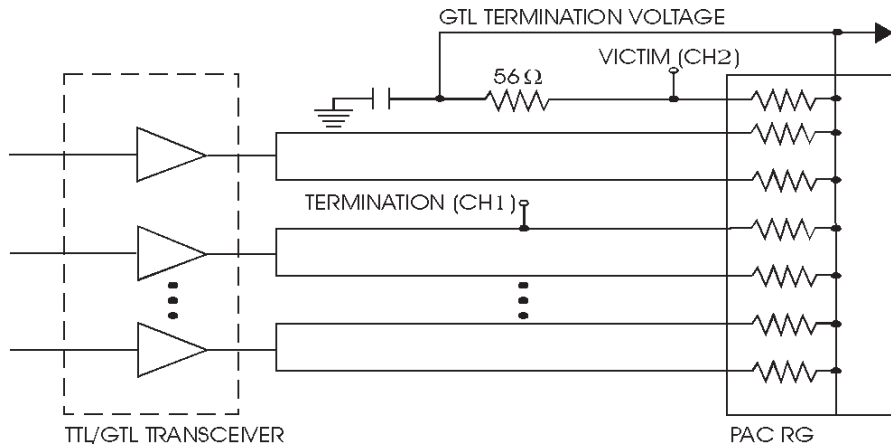 GTL TERMINATION VOLTAGE
VICTIM (CH2)
56Ω
TERMINATION (CH1)
TTL/GTL TRANSCEIVER
PAC RG